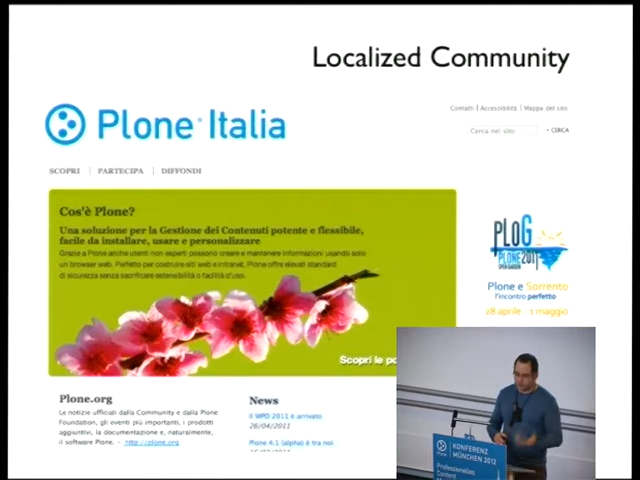 Localized Community
Plone Italia
Contatti | Accessibilità | Mappa del sito
Cerca nel sito
CERCA
SCOPRI | PARTECIPA | DIFFONDI
Cos'è Plone?
Una soluzione per la Gestione dei Contenuti potente e flessibile,
facile da installare, usare e personalizzare
Grazie a Plone anche utenti non esperti possono creare e mantenere informazioni usando solo
un browser web. Perfetto per costruire siti web e intranet, Plone offre elevati standard
di sicurezza senza sacrificare estensibilità o facilità d'uso.
Scopri le
PLOG
PLONE 2011
Plone e Sorrento
l'incontro perfetto
28 aprile - 1 maggio
Plone.org
Le notizie ufficiali dalla Community e dalla Plone
Foundation, gli eventi più importanti, i prodotti
aggiuntivi, la documentazione e, naturalmente,
il software Plone. - http://plone.org
News
Il WPD 2011 è arrivato
26/04/2011
Plone 4.1 (alpha) è tra noi
KONFERENZ
MÜNCHEN 2012
Professionelles
Content